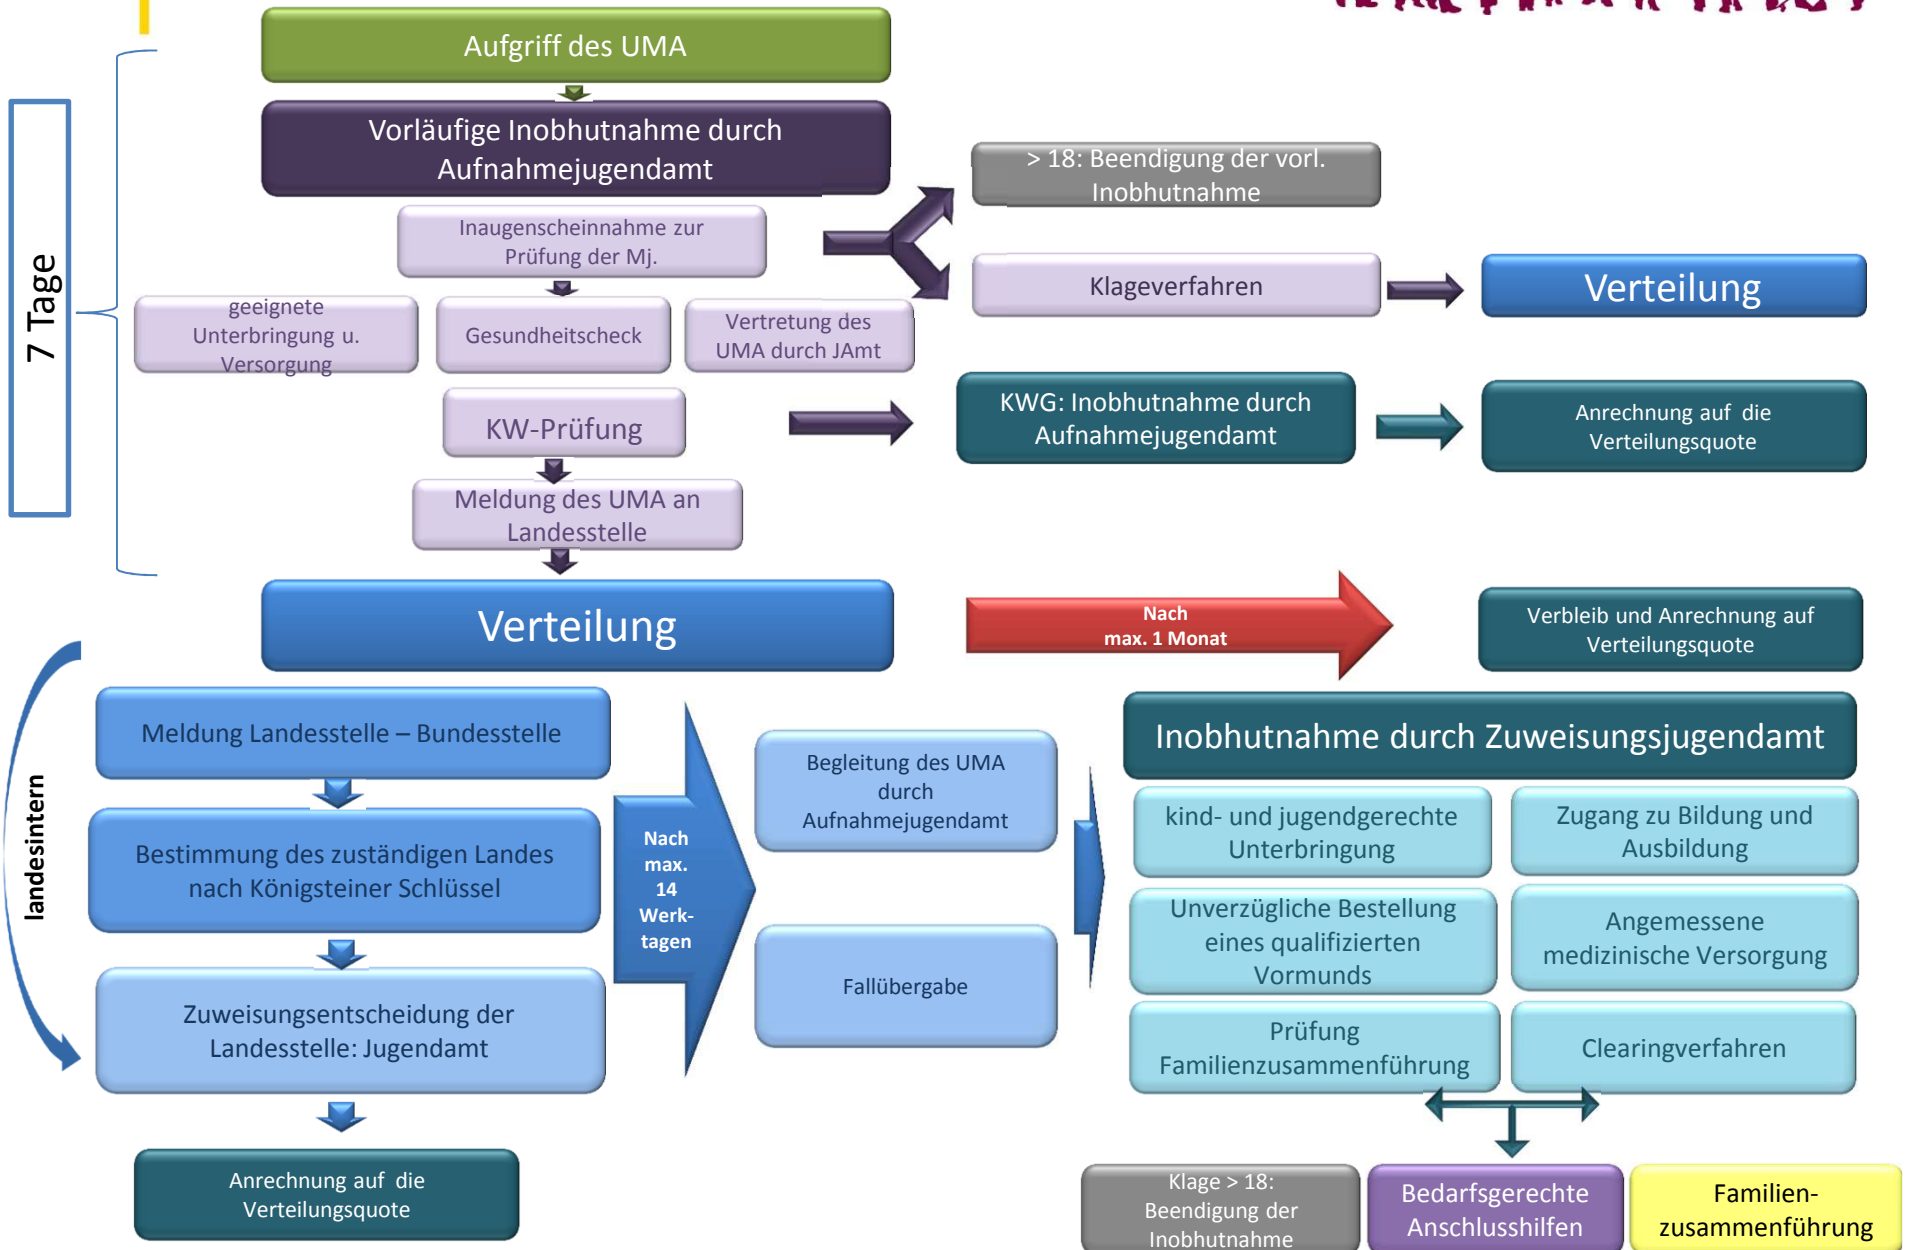 Aufgriff des UMA
7 Tage
Vorläufige Inobhutnahme durch
Aufnahmejugendamt
Inaugenscheinnahme zur
Prüfung der Mj.
> 18: Beendigung der vorl.
Inobhutnahme
Klageverfahren
Verteilung
geeignete
Unterbringung u.
Versorgung
Gesundheitscheck
Vertretung des
UMA durch JAmt
KW-Prüfung
KWG: Inobhutnahme durch
Aufnahmejugendamt
Anrechnung auf die
Verteilungsquote
Meldung des UMA an
Landesstelle
Verteilung
Nach
max. 1 Monat
Verbleib und Anrechnung auf
Verteilungsquote
landesintern
Meldung Landesstelle – Bundesstelle
Bestimmung des zuständigen Landes
nach Königsteiner Schlüssel
Zuweisungsentscheidung der
Landesstelle: Jugendamt
Anrechnung auf die
Verteilungsquote
Nach
max.
14
Werk-
tagen
Begleitung des UMA
durch
Aufnahmejugendamt
Fallübergabe
Inobhutnahme durch Zuweisungsjugendamt
kind- und jugendgerechte
Unterbringung
Zugang zu Bildung und
Ausbildung
Unverzügliche Bestellung
eines qualifizierten
Vormunds
Angemessene
medizinische Versorgung
Prüfung
Familienzusammenführung
Clearingverfahren
Klage > 18:
Beendigung der
Inobhutnahme
Bedarfsgerechte
Anschlusshilfen
Familien-
zusammenführung